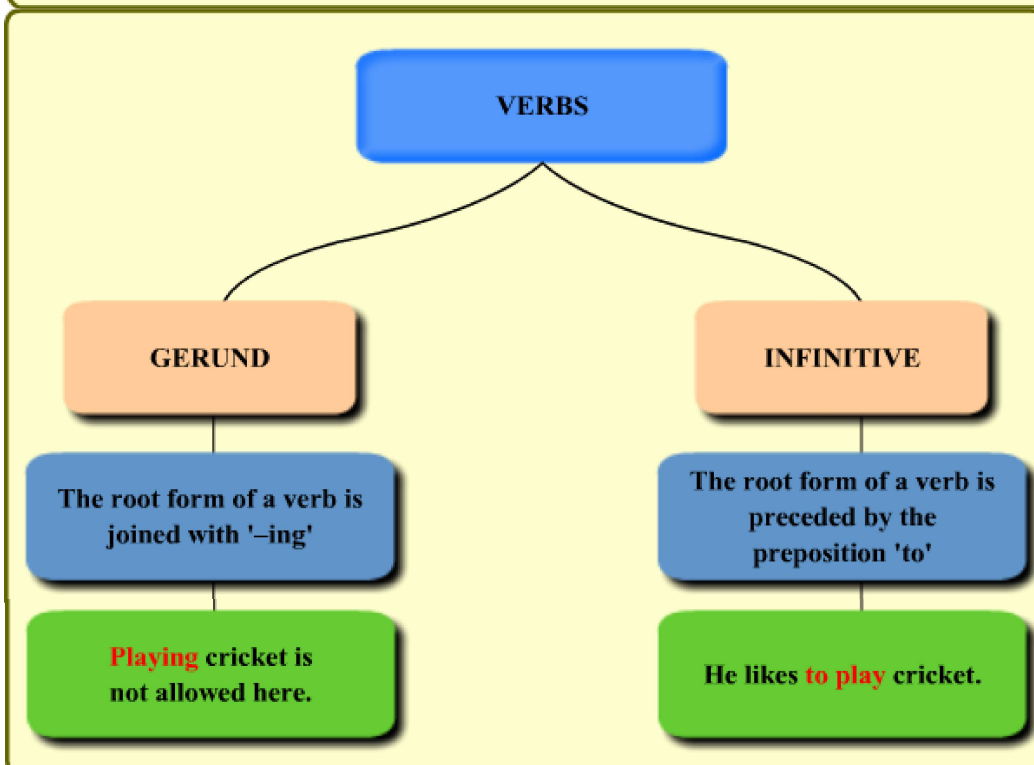 VERBS
GERUND
INFINITIVE
The root form of a verb is
joined with '–ing'
The root form of a verb is
preceded by the
preposition 'to'
Playing cricket is
not allowed here.
He likes to play cricket.